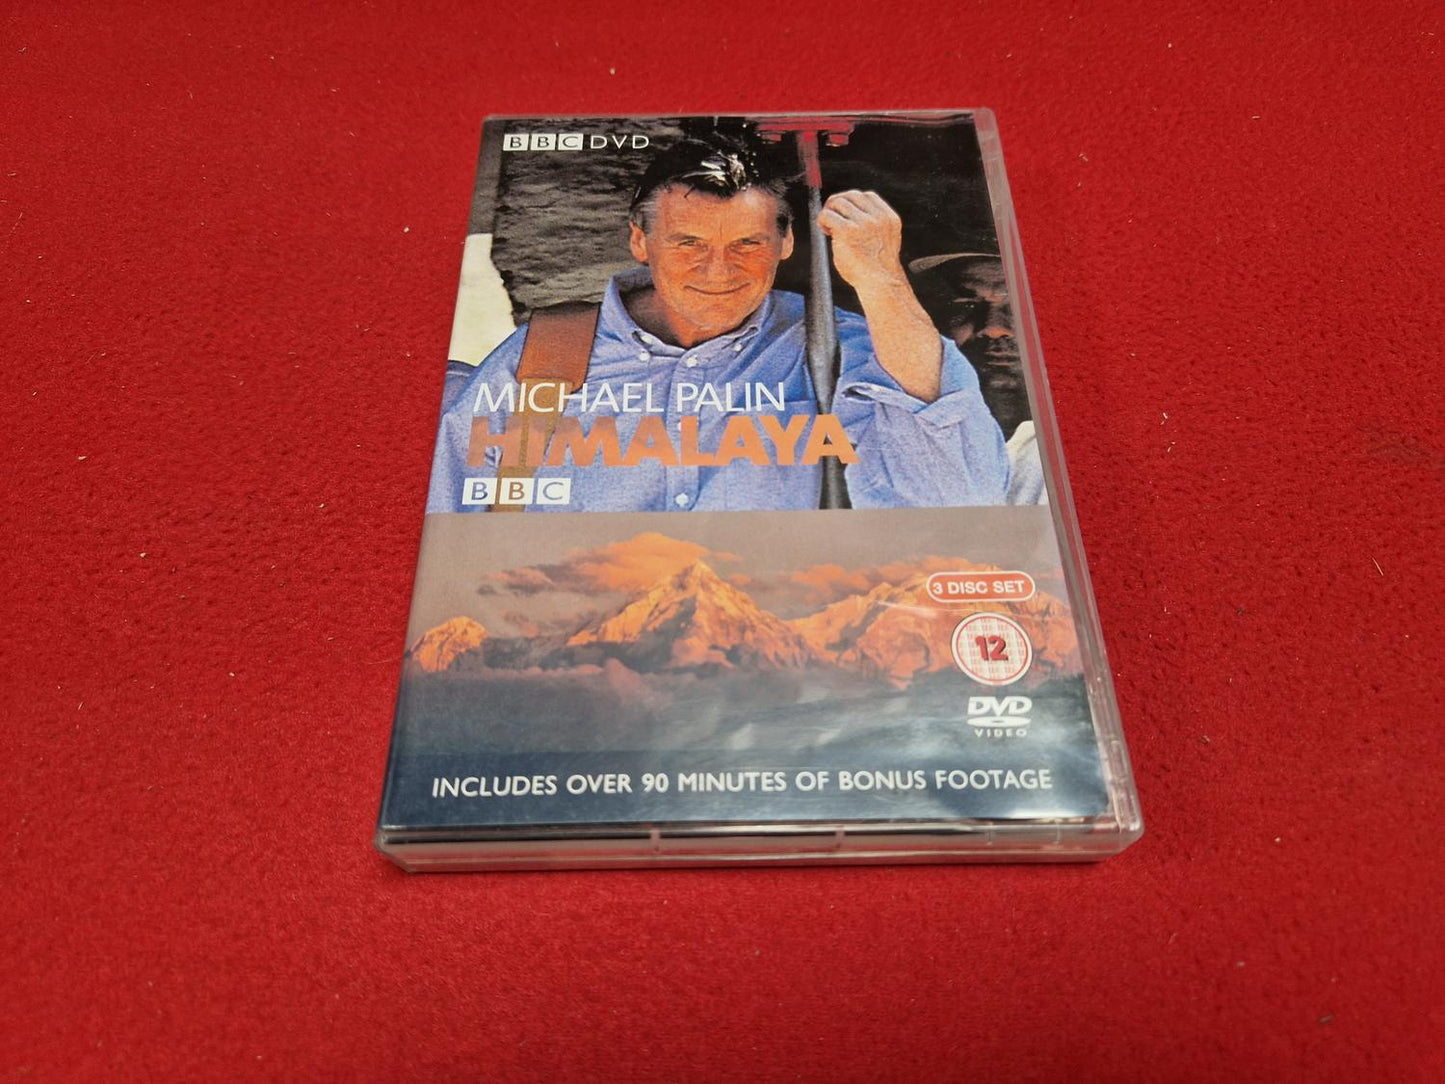 BBC DVD
MICHAEL PALIN
HIMALAYA
BBC
3 DISC SET
12
DVD
VIDEO
INCLUDES OVER 90 MINUTES OF BONUS FOOTAGE